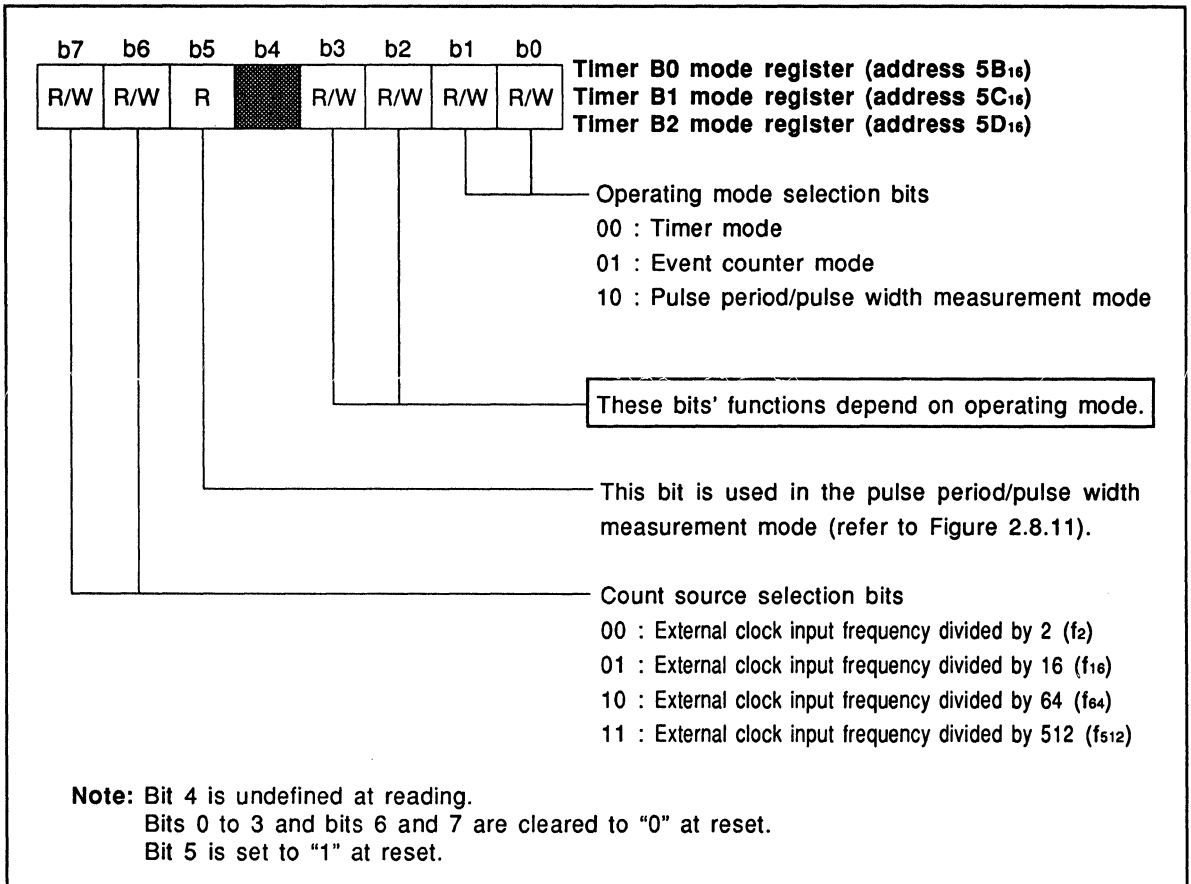 b7 b6 b5 b4 b3 b2 b1 b0
R/W R/W R R/W R/W R/W R/W
Timer B0 mode register (address 5B₁₆)
Timer B1 mode register (address 5C₁₆)
Timer B2 mode register (address 5D₁₆)
Operating mode selection bits
00 : Timer mode
01 : Event counter mode
10 : Pulse period/pulse width measurement mode
These bits' functions depend on operating mode.
This bit is used in the pulse period/pulse width
measurement mode (refer to Figure 2.8.11).
Count source selection bits
00 : External clock input frequency divided by 2 (f₂)
01 : External clock input frequency divided by 16 (f₁₆)
10 : External clock input frequency divided by 64 (f₆₄)
11 : External clock input frequency divided by 512 (f₅₁₂)
Note: Bit 4 is undefined at reading.
Bits 0 to 3 and bits 6 and 7 are cleared to “0” at reset.
Bit 5 is set to “1” at reset.